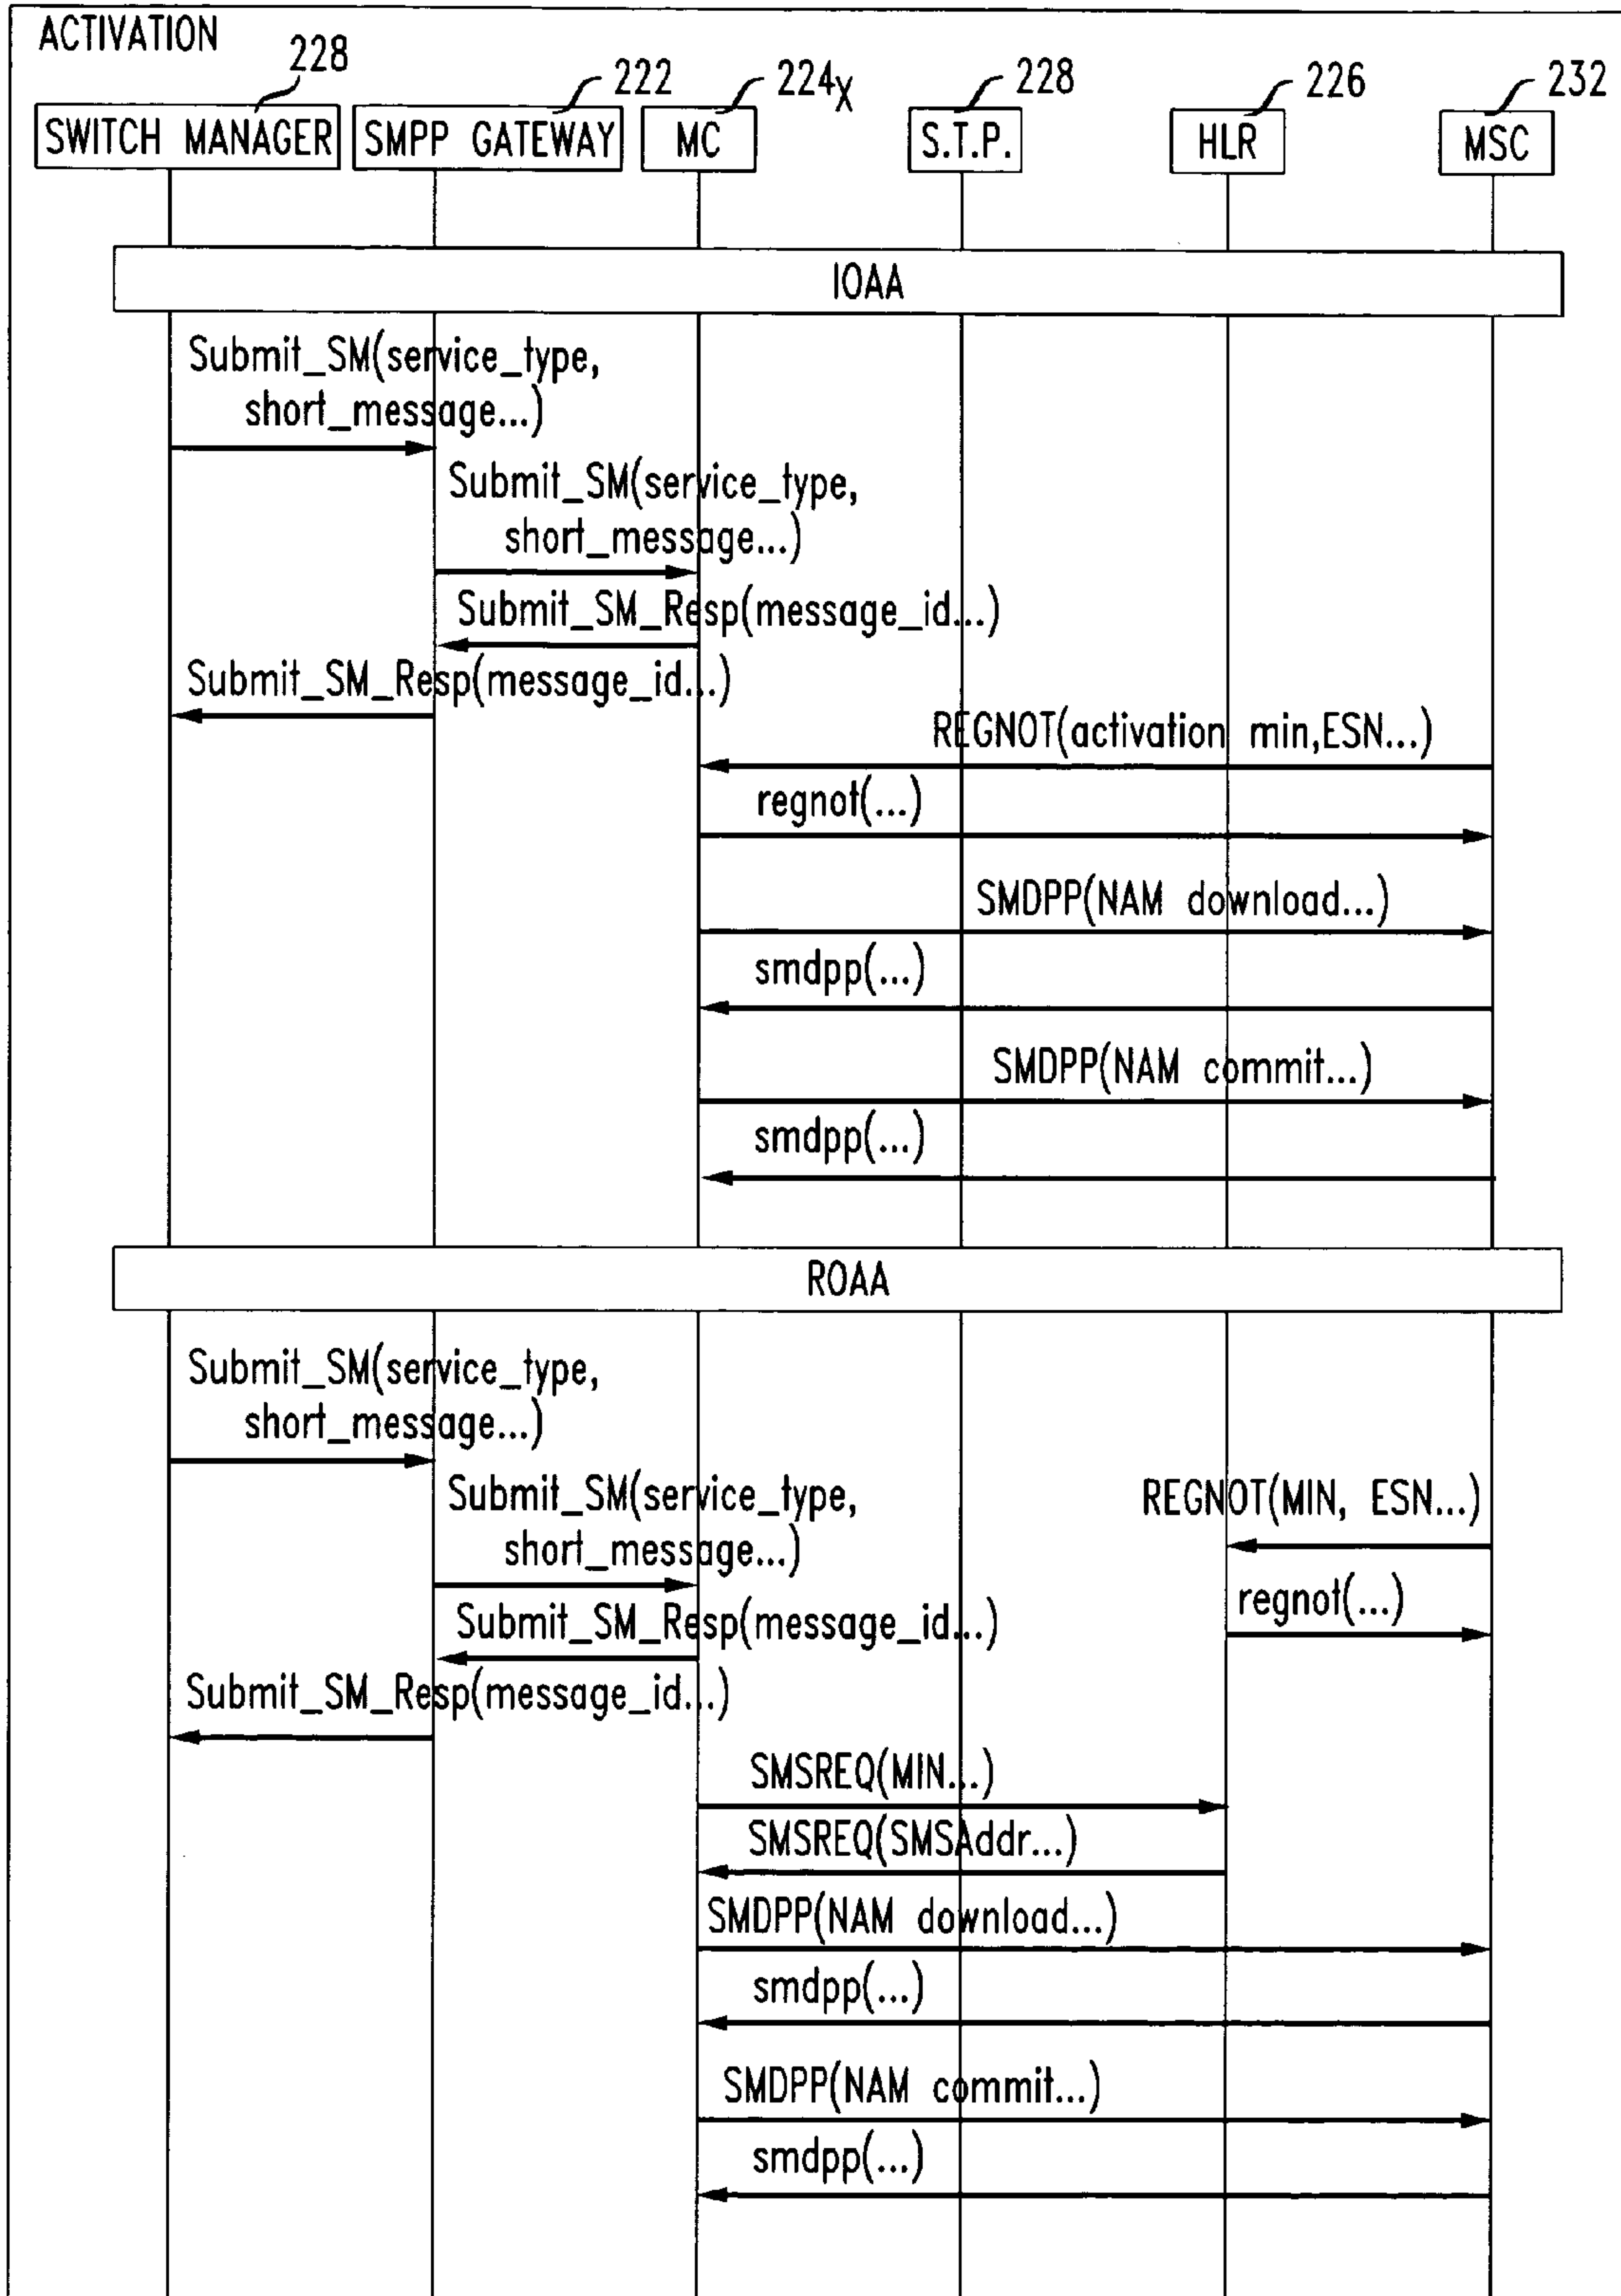 ACTIVATION
228
222
224X
228
226
232
SWITCH MANAGER
SMPP GATEWAY
MC
S.T.P.
HLR
MSC
IOAA
Submit_SM(service_type,
short_message...)
Submit_SM(service_type,
short_message...)
Submit_SM_Resp(message_id...)
Submit_SM_Resp(message_id...)
REGNOT(activation min,ESN...)
regnot(...)
SMDPP(NAM download...)
smdpp(...)
SMDPP(NAM commit...)
smdpp(...)
ROAA
Submit_SM(service_type,
short_message...)
Submit_SM(service_type,
short_message...)
REGNOT(MIN, ESN...)
regnot(...)
Submit_SM_Resp(message_id...)
Submit_SM_Resp(message_id...)
SMSREQ(MIN...)
SMSREQ(SMSAddr...)
SMDPP(NAM download...)
smdpp(...)
SMDPP(NAM commit...)
smdpp(...)